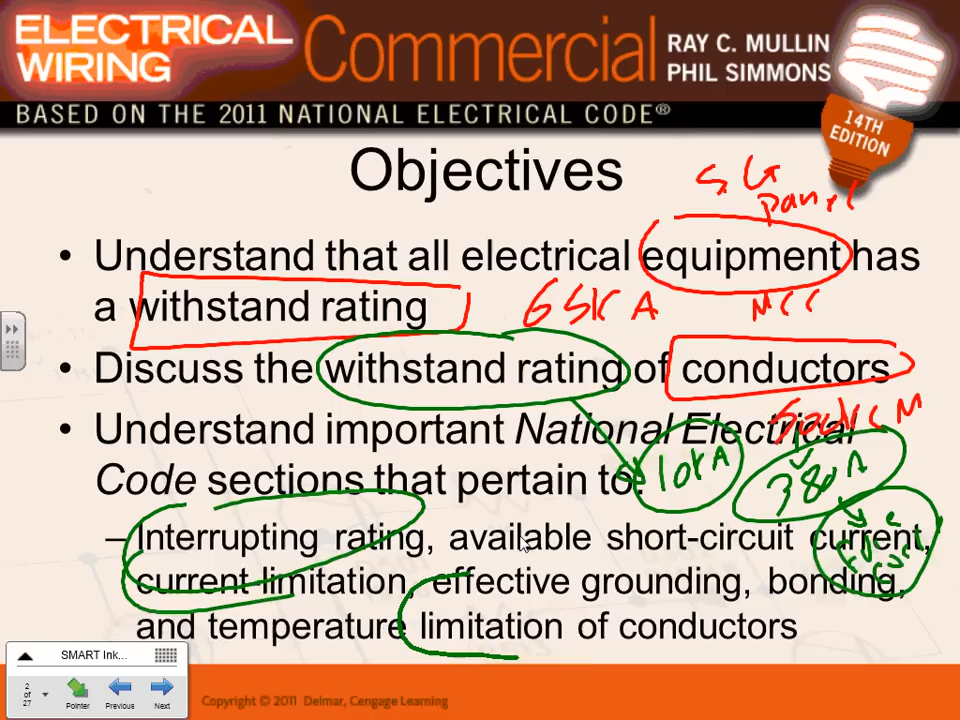 ELECTRICAL WIRING Commercial RAY C. MULLIN
PHIL SIMMONS
BASED ON THE 2011 NATIONAL ELECTRICAL CODE®
14TH EDITION
Objectives
panel
• Understand that all electrical equipment has
a withstand rating
65K A
MCC
• Discuss the withstand rating of conductors
500KCM
• Understand important National Electrical
Code sections that pertain to:
10KA
380A
– Interrupting rating, available short-circuit current,
current-limitation, effective grounding, bonding,
and temperature limitation of conductors
SMART Ink...
2
of
27
Pointer
Previous
Next
Copyright © 2011 Delmar, Cengage Learning